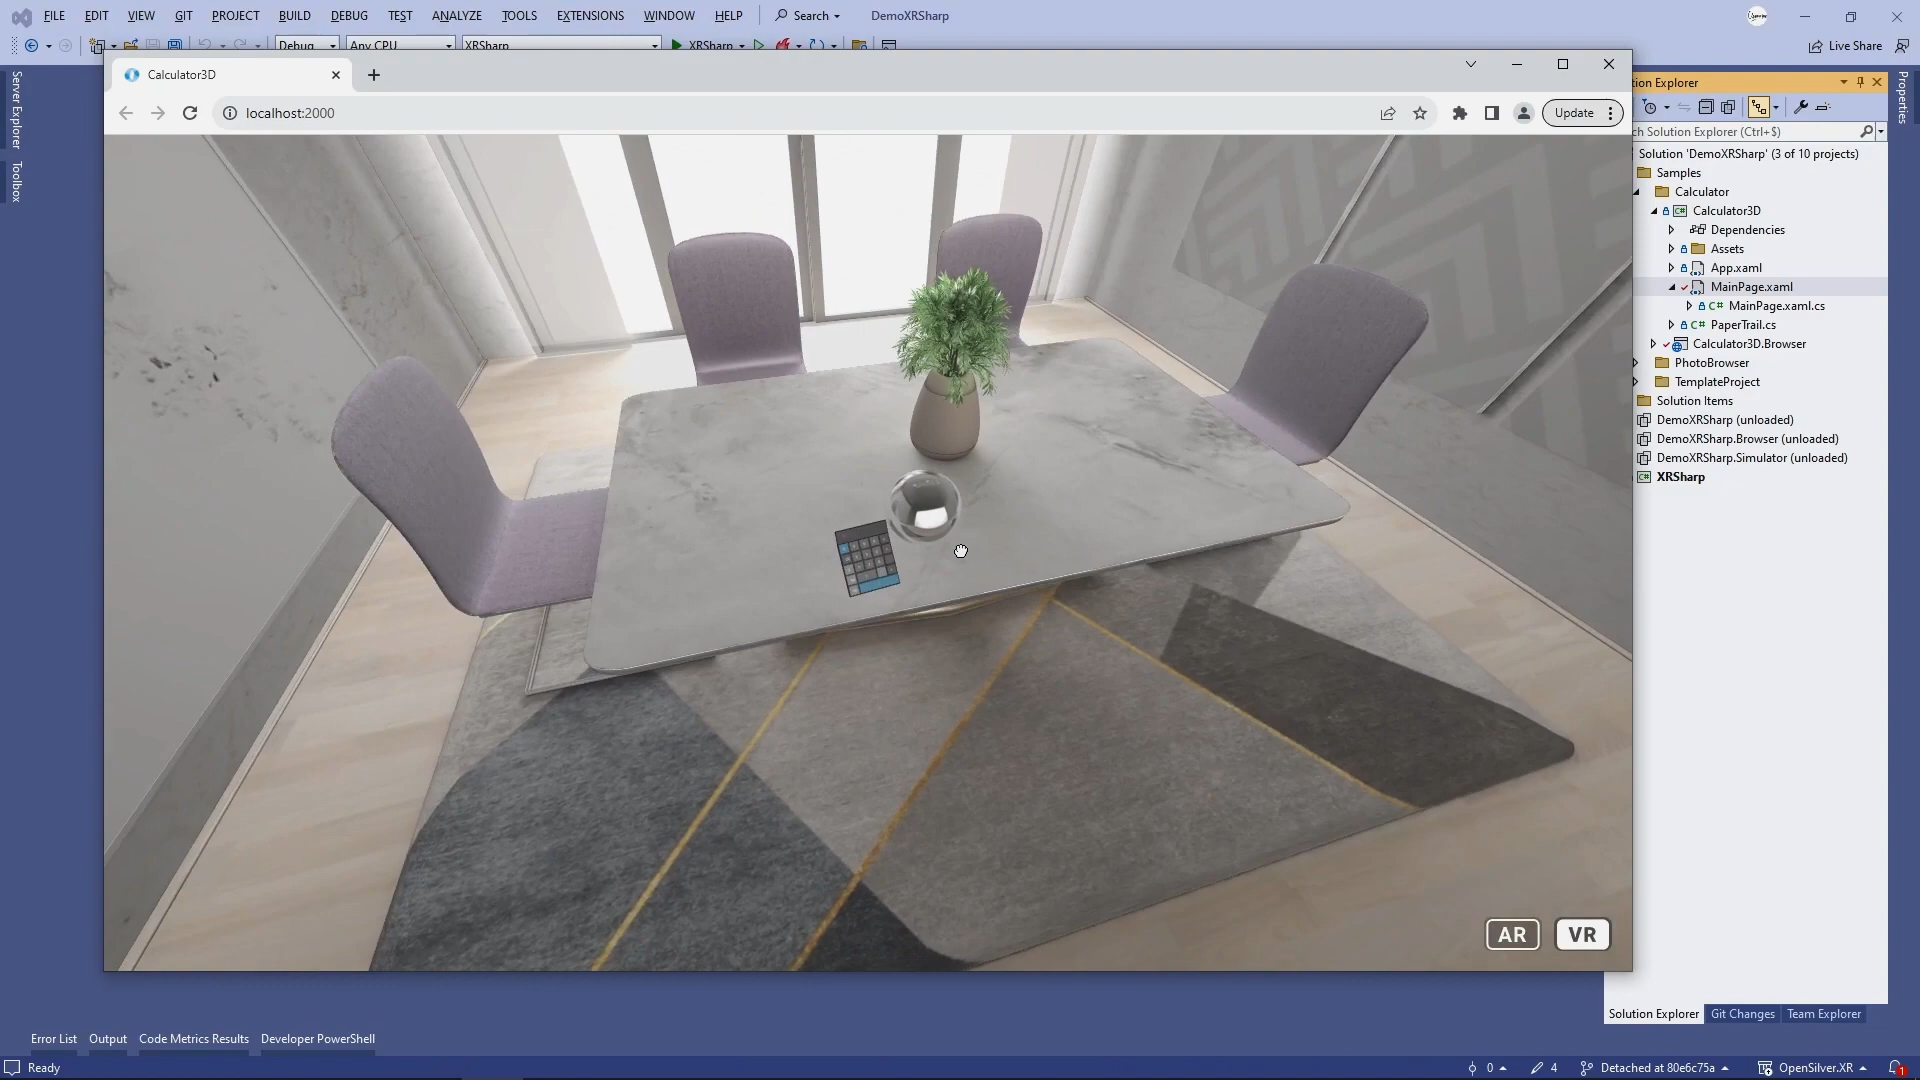 FILE EDIT VIEW GIT PROJECT BUILD DEBUG TEST ANALYZE TOOLS EXTENSIONS WINDOW HELP Search DemoXRSharp
Debug Any CPU XRSharp XRSharp Live Share
Server Explorer
Toolbox
Calculator3D
localhost:2000
Update
AR VR
tion Explorer
Properties
ch Solution Explorer (Ctrl+$)
Solution 'DemoXRSharp' (3 of 10 projects)
Samples
Calculator
Calculator3D
Dependencies
Assets
App.xaml
MainPage.xaml
MainPage.xaml.cs
PaperTrail.cs
Calculator3D.Browser
PhotoBrowser
TemplateProject
Solution Items
DemoXRSharp (unloaded)
DemoXRSharp.Browser (unloaded)
DemoXRSharp.Simulator (unloaded)
XRSharp
Solution Explorer Git Changes Team Explorer
Error List Output Code Metrics Results Developer PowerShell
Ready 0 4 Detached at 80e6c75a OpenSilver.XR 1